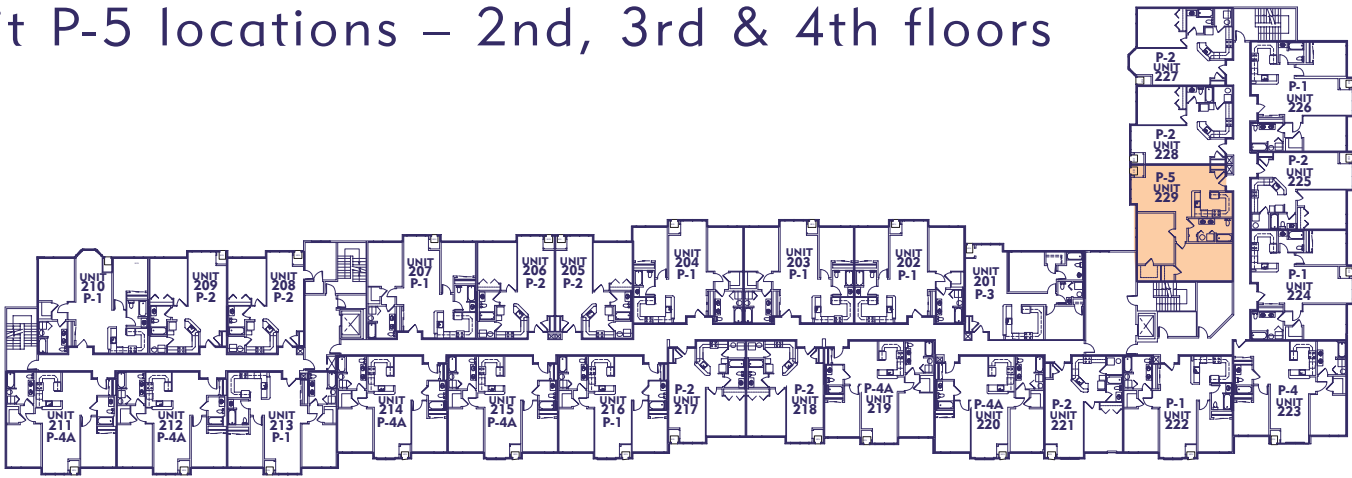 it P-5 locations – 2nd, 3rd & 4th floors
P-2
UNIT
227
P-1
UNIT
226
P-2
UNIT
228
P-2
UNIT
225
P-5
UNIT
229
P-1
UNIT
224
UNIT
210
P-1
UNIT
209
P-2
UNIT
208
P-2
UNIT
207
P-1
UNIT
206
P-2
UNIT
205
P-2
UNIT
204
P-1
UNIT
203
P-1
UNIT
202
P-1
UNIT
201
P-3
UNIT
211
P-4A
UNIT
212
P-4A
UNIT
213
P-1
UNIT
214
P-4A
UNIT
215
P-4A
UNIT
216
P-1
P-2
UNIT
217
P-2
UNIT
218
P-4A
UNIT
219
P-4A
UNIT
220
P-2
UNIT
221
P-1
UNIT
222
P-4
UNIT
223